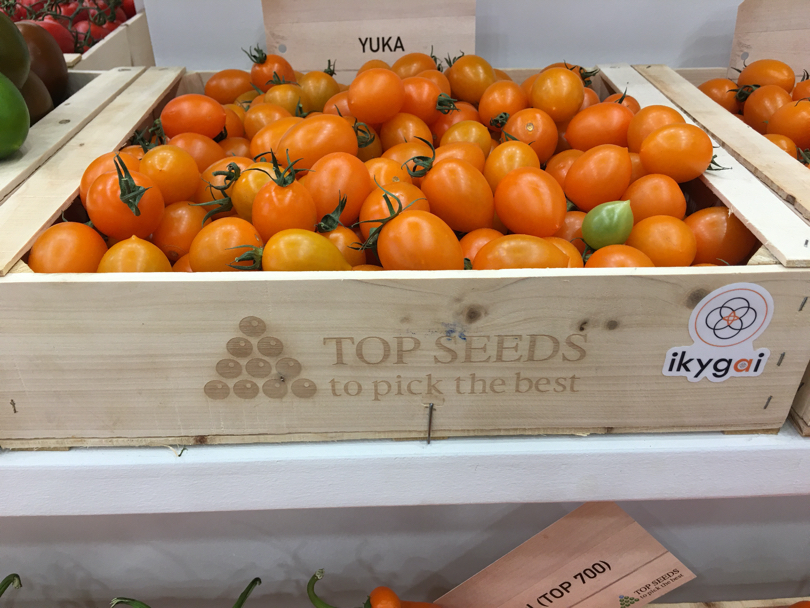 YUKA
TOP SEEDS
to pick the best
ikygai
(TOP 700)
TOP SEEDS
to pick the best